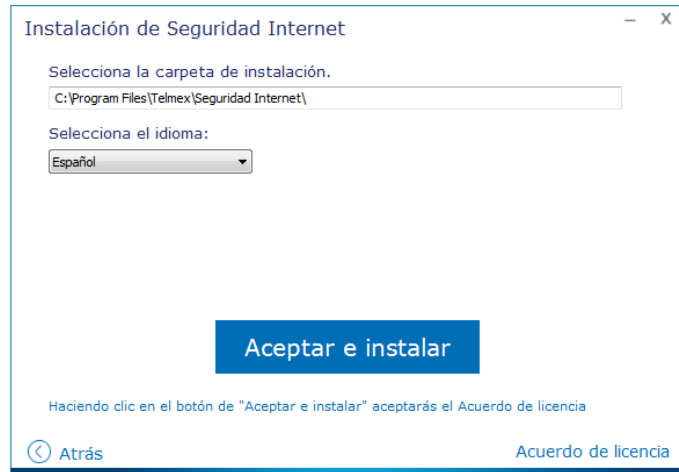 Instalación de Seguridad Internet
Selecciona la carpeta de instalación.
C:\Program Files\Telmex\Seguridad Internet\
Selecciona el idioma:
Español
Aceptar e instalar
Haciendo clic en el botón de "Aceptar e instalar" aceptarás el Acuerdo de licencia
Atrás
Acuerdo de licencia